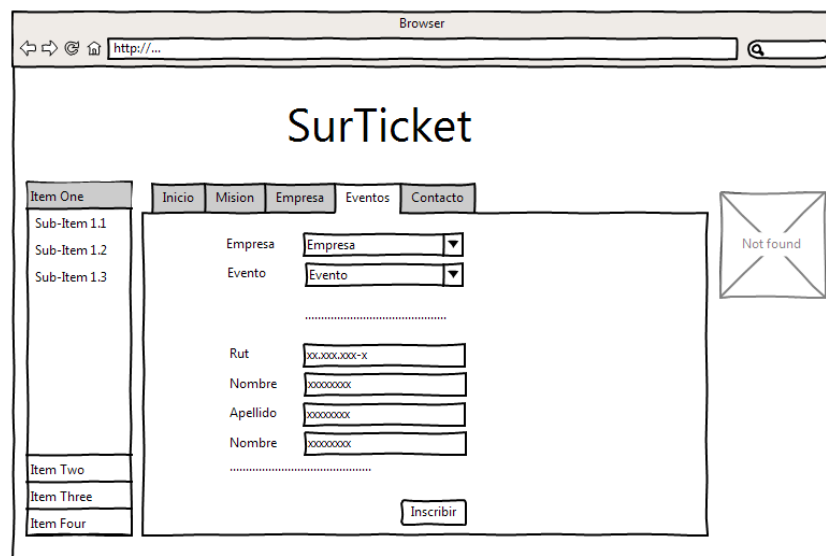 Browser
http://...
SurTicket
Item One
Sub-Item 1.1
Sub-Item 1.2
Sub-Item 1.3
Item Two
Item Three
Item Four
Inicio Mision Empresa Eventos Contacto
Empresa Empresa
Evento Evento
Rut xx.xxx.xxx-x
Nombre xxxxxxxx
Apellido xxxxxxxx
Nombre xxxxxxxx
Inscribir
Not found